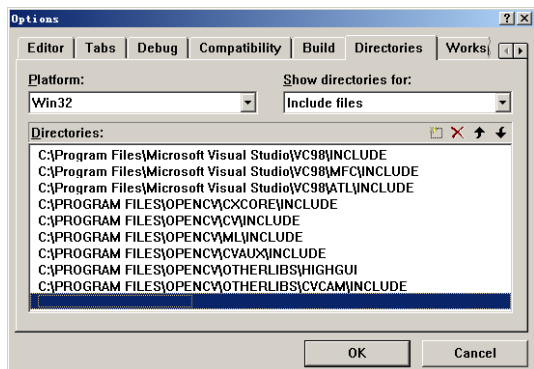 Options
Editor Tabs Debug Compatibility Build Directories Works
Platform: Show directories for:
Win32 Include files
Directories:
C:\Program Files\Microsoft Visual Studio\VC98\INCLUDE
C:\Program Files\Microsoft Visual Studio\VC98\MFC\INCLUDE
C:\Program Files\Microsoft Visual Studio\VC98\ATL\INCLUDE
C:\PROGRAM FILES\OPENCV\CXCORE\INCLUDE
C:\PROGRAM FILES\OPENCV\CV\INCLUDE
C:\PROGRAM FILES\OPENCV\ML\INCLUDE
C:\PROGRAM FILES\OPENCV\CVAUX\INCLUDE
C:\PROGRAM FILES\OPENCV\OTHERLIBS\HIGHGUI
C:\PROGRAM FILES\OPENCV\OTHERLIBS\CVCAM\INCLUDE
OK Cancel